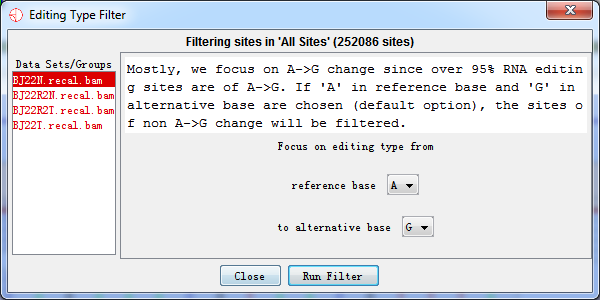 Editing Type Filter
Filtering sites in 'All Sites' (252086 sites)
Data Sets/Groups
BJ22N.recal.bam
BJ22R2N.recal.bam
BJ22R2T.recal.bam
BJ22T.recal.bam
Mostly, we focus on A->G change since over 95% RNA editin
g sites are of A->G. If 'A' in reference base and 'G' in
alternative base are chosen (default option), the sites o
f non A->G change will be filtered.
Focus on editing type from
reference base A
to alternative base G
Close Run Filter